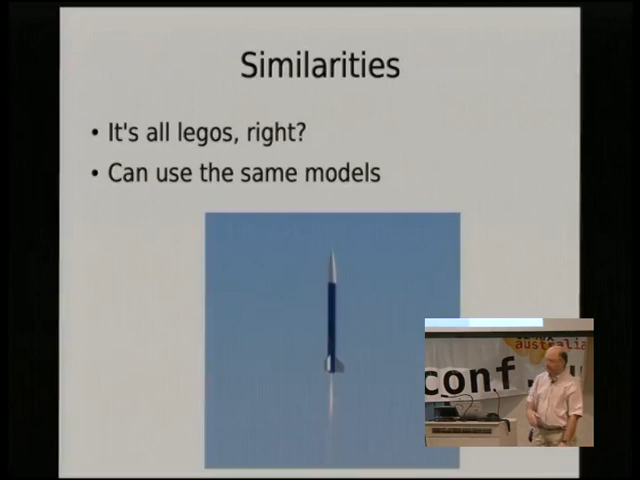 Similarities
• It's all legos, right?
• Can use the same models
australia
conf